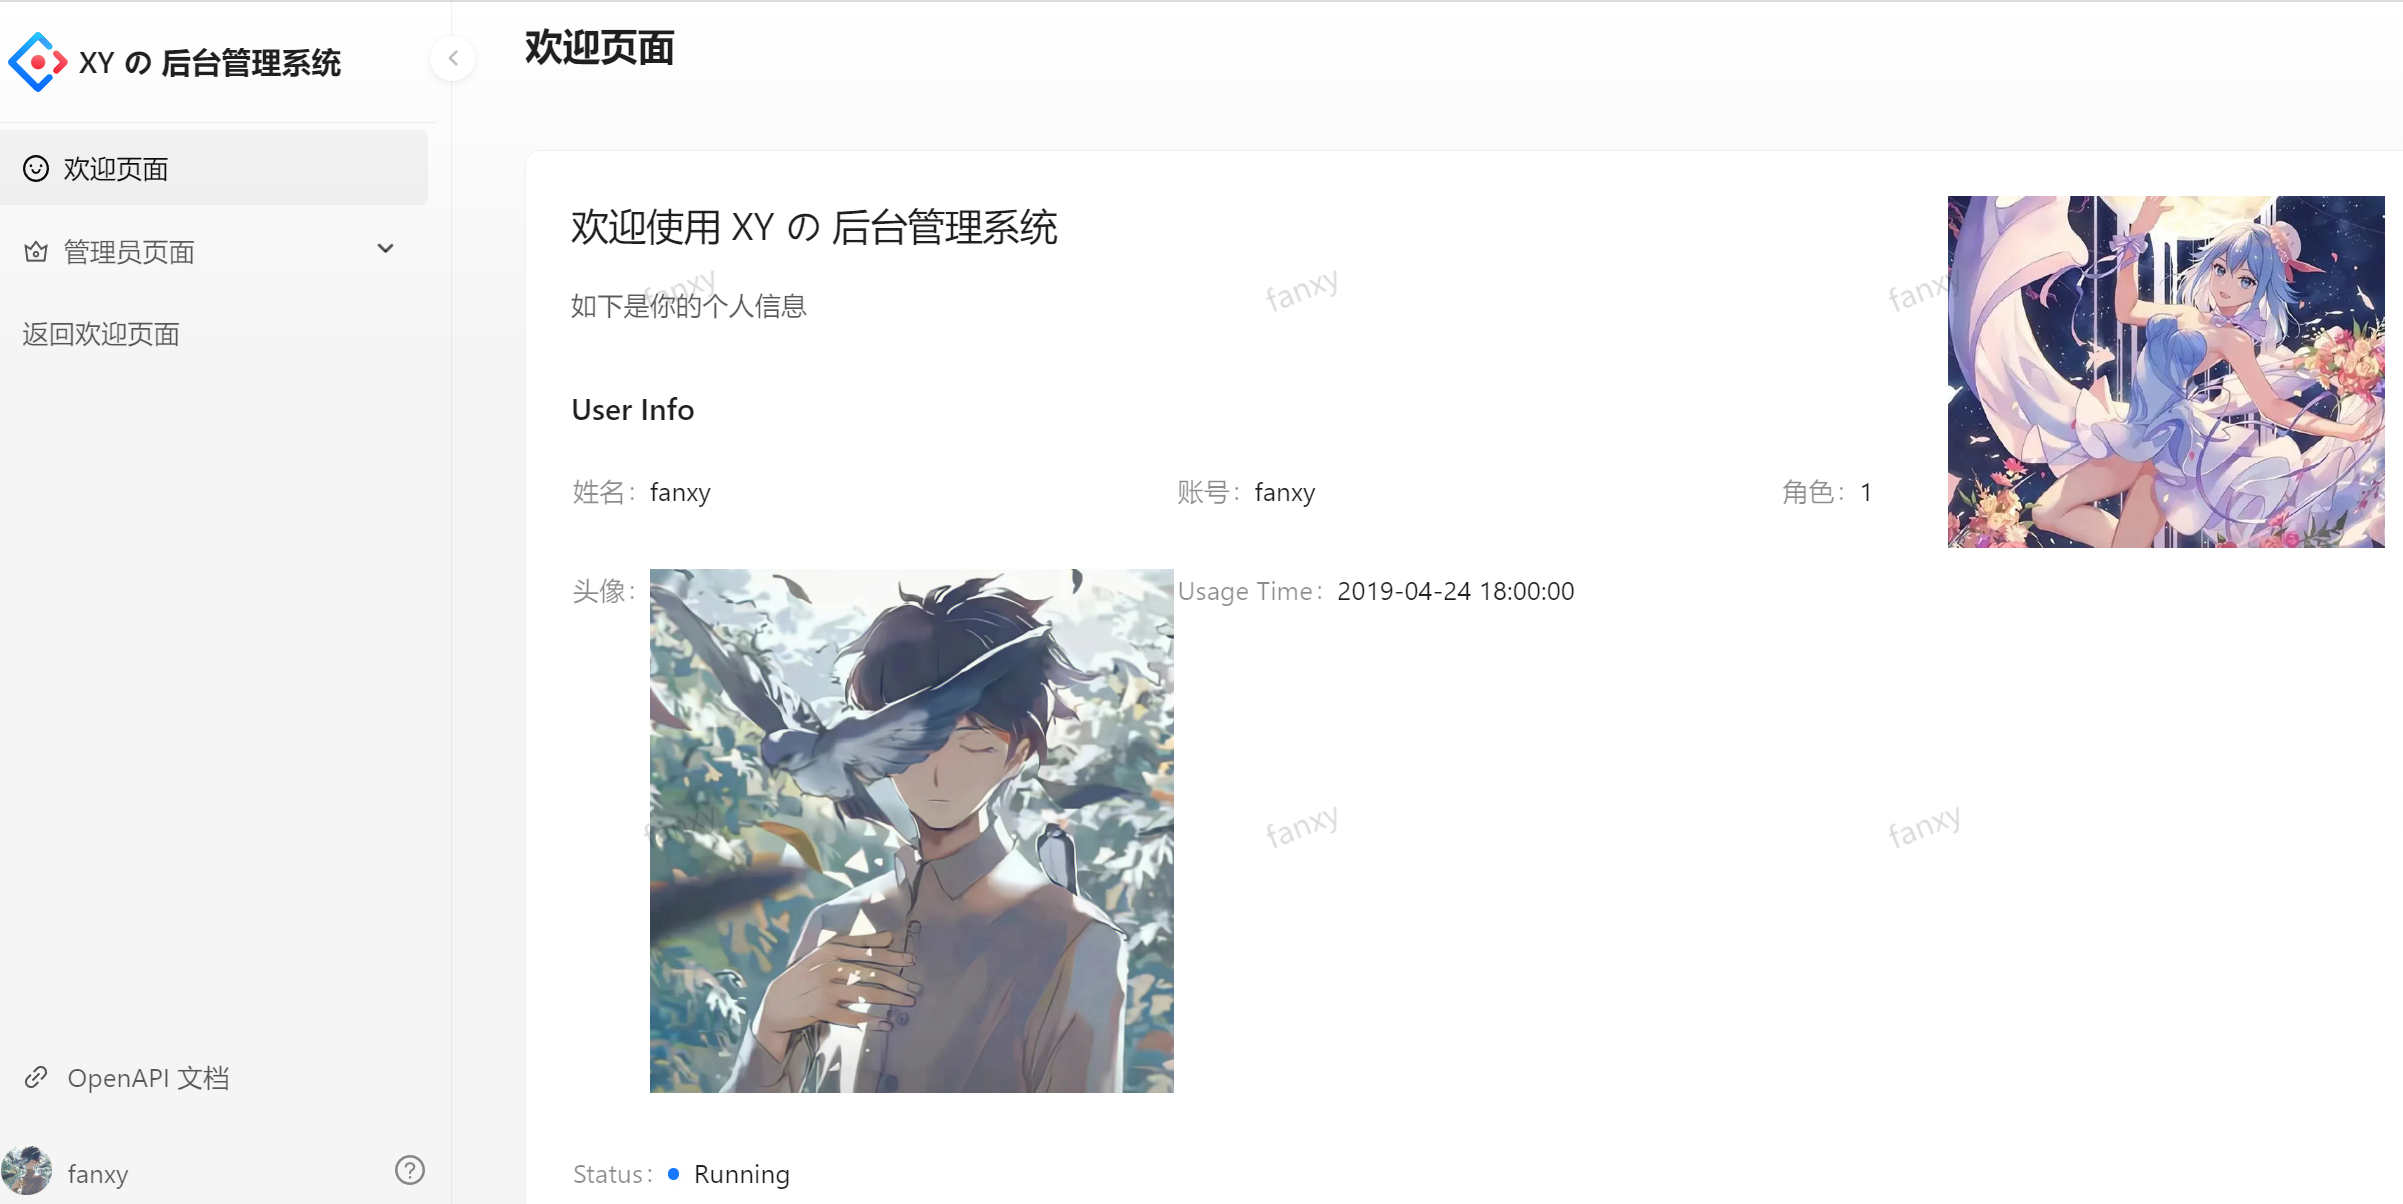 XY の 后台管理系统
欢迎页面
管理员页面
返回欢迎页面
OpenAPI 文档
fanxy
欢迎页面
欢迎使用 XY の 后台管理系统
如下是你的个人信息
fanxy
fanxy
fanxy
User Info
姓名: fanxy
账号: fanxy
角色: 1
头像:
Usage Time: 2019-04-24 18:00:00
fanxy
fanxy
fanxy
Status: Running